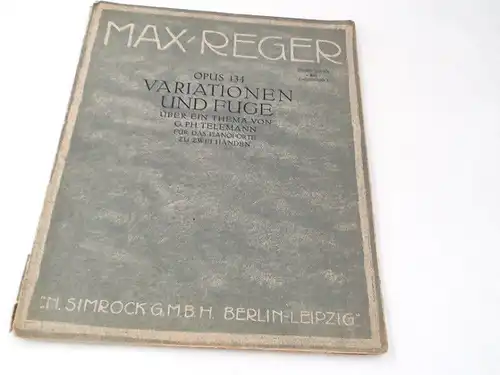 MAX REGER
OPUS 134
VARIATIONEN
UND FUGE
ÜBER EIN THEMA VON
G. PH. TELEMANN
FÜR DAS PIANOFORTE
ZU ZWEI HÄNDEN
N. SIMROCK G.M.B.H. BERLIN-LEIPZIG